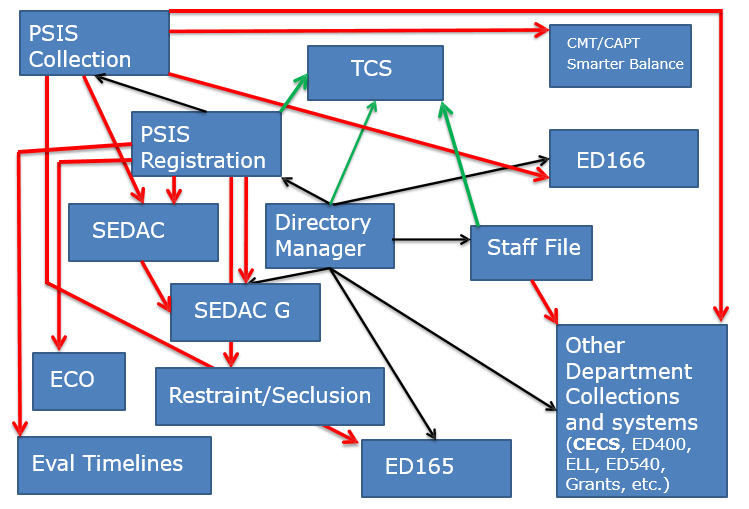 PSIS
Collection
CMT/CAPT
Smarter Balance
TCS
PSIS
Registration
ED166
SEDAC
Directory
Manager
Staff File
SEDAC G
Other
Department
Collections
and systems
(CECS, ED400,
ELL, ED540,
Grants, etc.)
ECO
Restraint/Seclusion
Eval Timelines
ED165